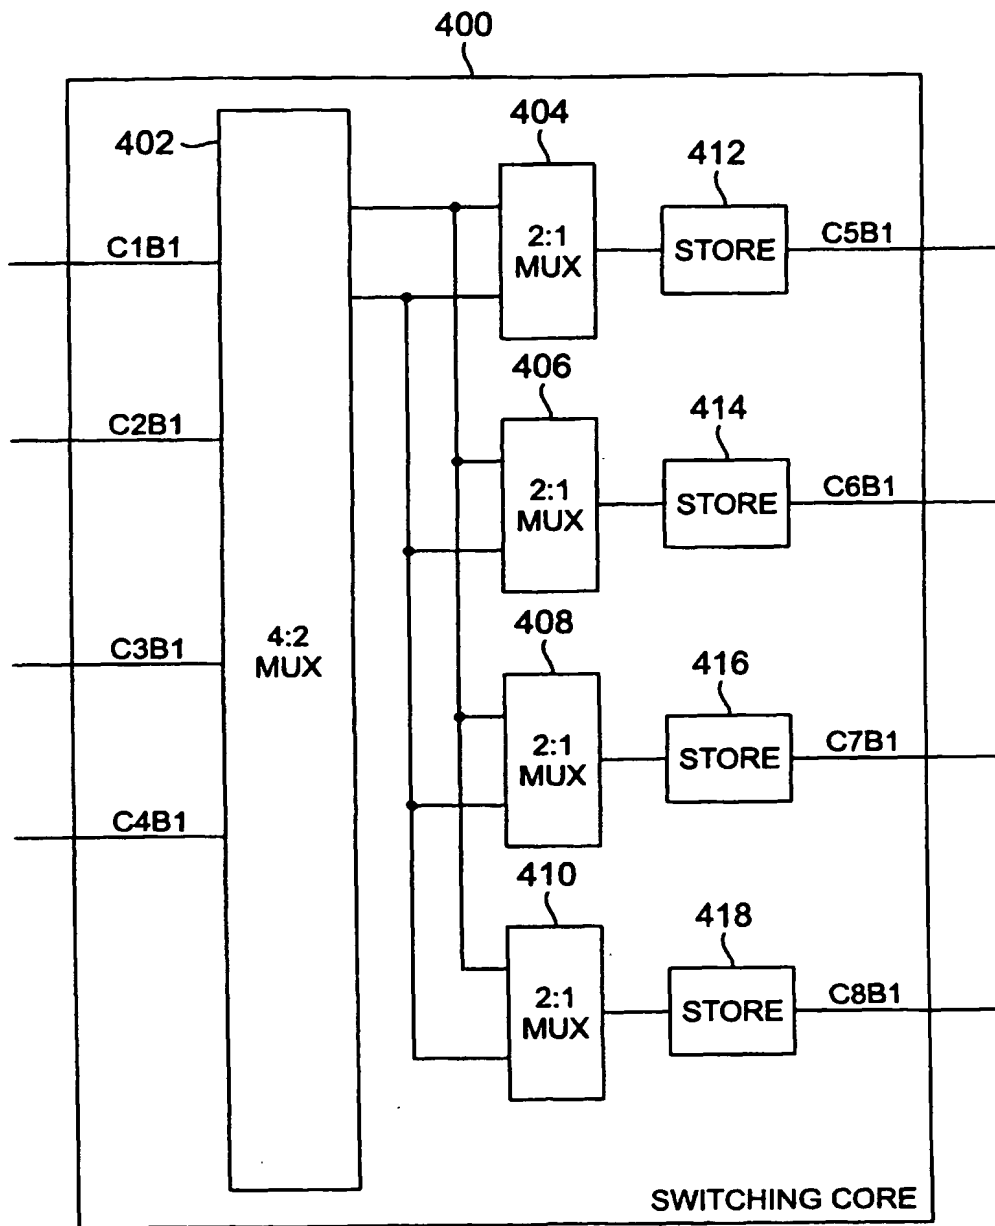 400
402
404
412
C1B1
2:1
MUX
STORE
C5B1
406
414
C2B1
2:1
MUX
STORE
C6B1
408
416
C3B1
4:2
MUX
2:1
MUX
STORE
C7B1
C4B1
410
418
2:1
MUX
STORE
C8B1
SWITCHING CORE